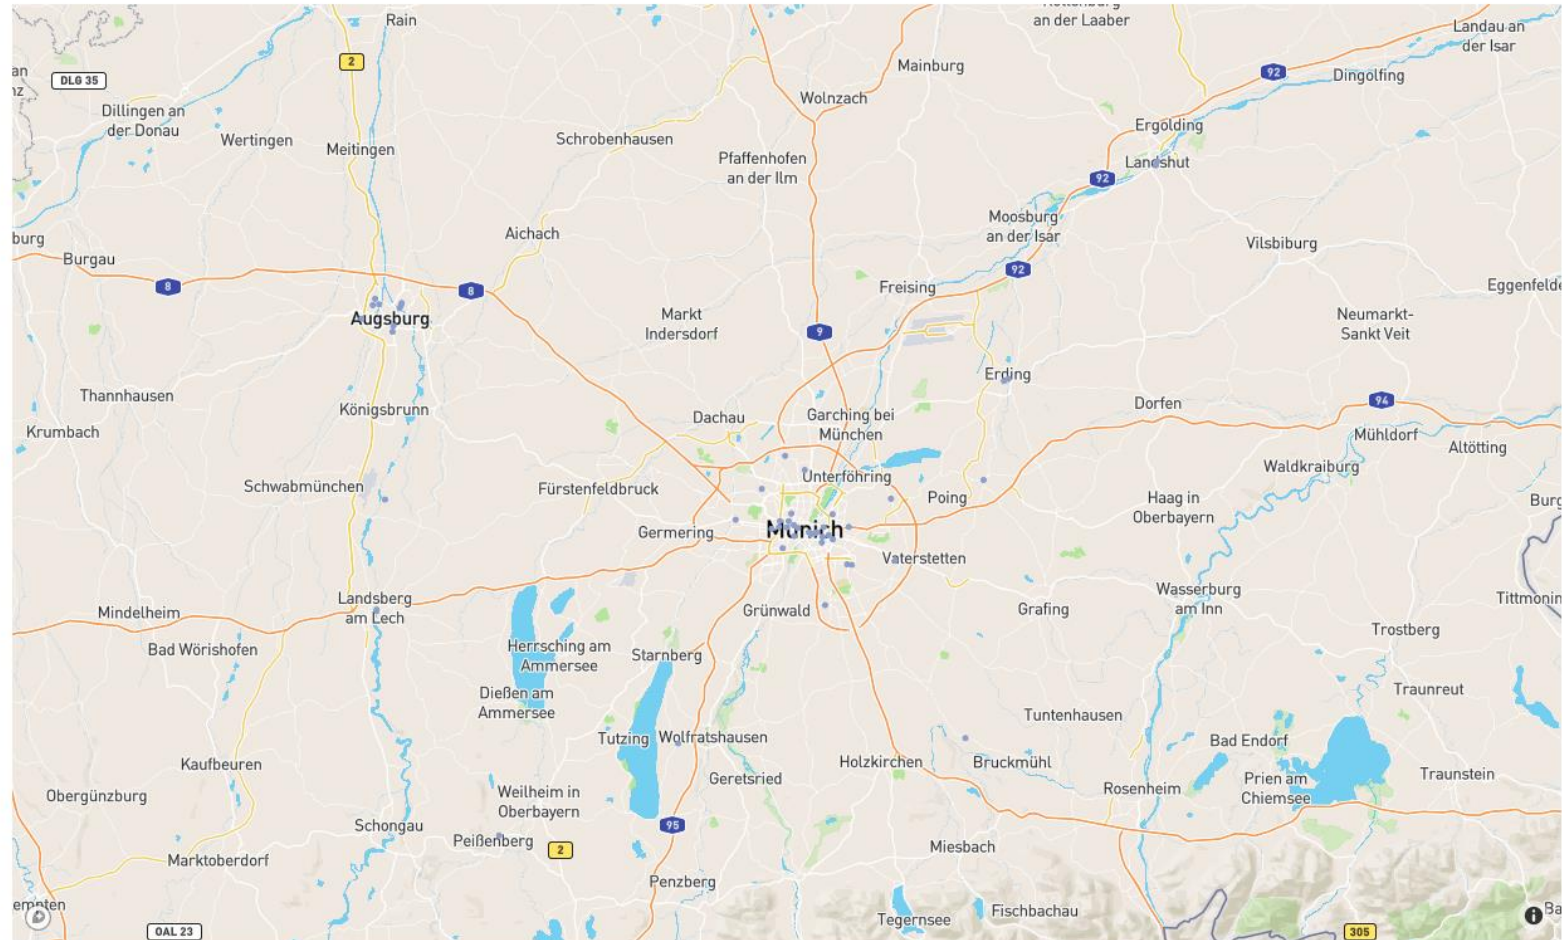 Rain
an der Laaber
Landau an
der Isar
2
DLG 35
Mainburg
92
Dingolfing
Dillingen an
der Donau
Wolnzach
Wertingen
Meitingen
Schrobenhausen
Ergolding
Pfaffenhofen
an der Ilm
Landshut
92
Moosburg
an der Isar
burg
Aichach
Vilsbiburg
Burgau
92
8
8
Freising
Eggenfelde
Augsburg
Markt
Indersdorf
9
Neumarkt-
Sankt Veit
Erding
Thannhausen
Königsbrunn
Dachau
Garching bei
München
Dorfen
94
Krumbach
Mühldorf
Altötting
Waldkraiburg
Schwabmünchen
Fürstenfeldbruck
Unterföhring
Poing
Haag in
Oberbayern
Burg
Germering
Munich
Vaterstetten
Landsberg
am Lech
Wasserburg
am Inn
Mindelheim
Grünwald
Grafing
Tittmonin
Bad Wörishofen
Herrsching am
Ammersee
Starnberg
Trostberg
Dießen am
Ammersee
Traunreut
Tuntenhausen
Tutzing
Wolfratshausen
Bad Endorf
Kaufbeuren
Geretsried
Holzkirchen
Bruckmühl
Prien am
Chiemsee
Traunstein
Obergünzburg
Weilheim in
Oberbayern
Rosenheim
Schongau
95
Peißenberg
2
Miesbach
Marktoberdorf
Penzberg
empten
Tegernsee
Fischbachau
Ba
OAL 23
305